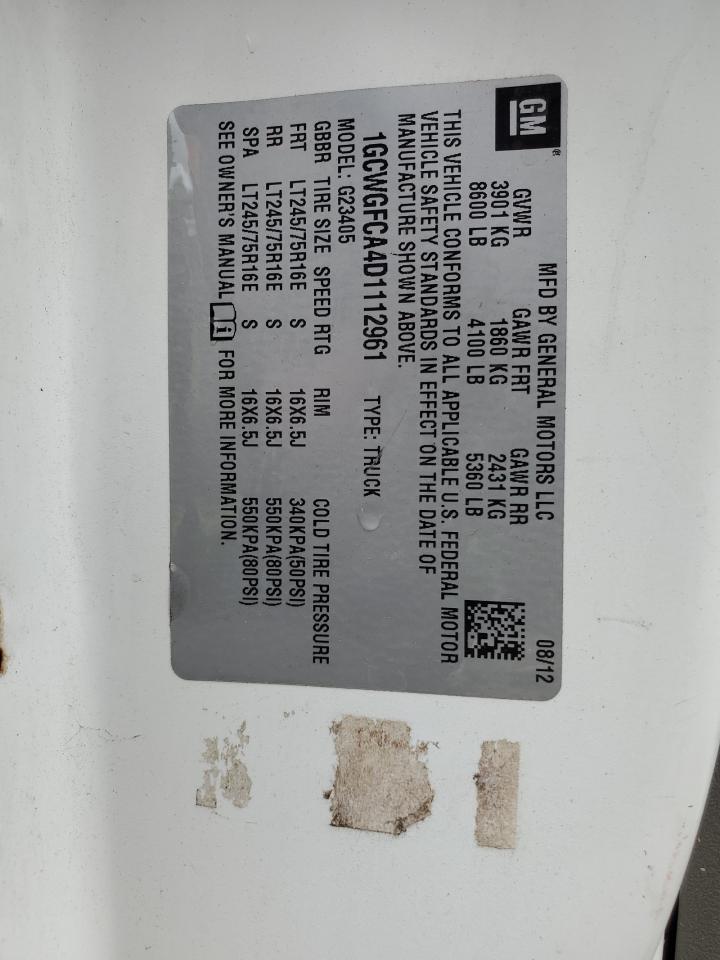 GM®
MFD BY GENERAL MOTORS LLC 08/12
GVWR GAWR FRT GAWR RR
3901 KG 1860 KG 2431 KG
8600 LB 4100 LB 5360 LB
THIS VEHICLE CONFORMS TO ALL APPLICABLE U.S. FEDERAL MOTOR
VEHICLE SAFETY STANDARDS IN EFFECT ON THE DATE OF
MANUFACTURE SHOWN ABOVE.
1GCWGFCA4D1112961 TYPE: TRUCK
MODEL: G23405
GBBR TIRE SIZE SPEED RTG RIM COLD TIRE PRESSURE
FRT LT245/75R16E S 16X6.5J 340KPA(50PSI)
RR LT245/75R16E S 16X6.5J 550KPA(80PSI)
SPA LT245/75R16E S 16X6.5J 550KPA(80PSI)
SEE OWNER'S MANUAL i FOR MORE INFORMATION.